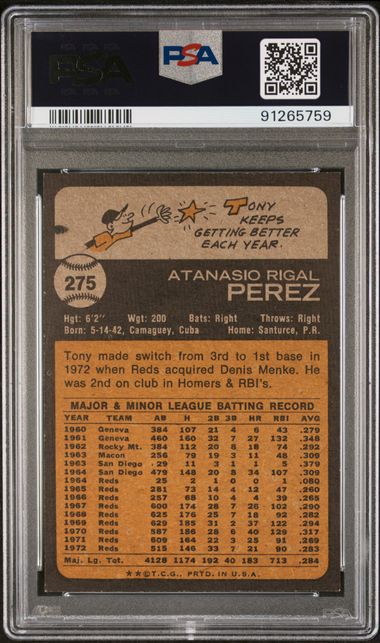 PSA
PSA
91265759
TONY
KEEPS
GETTING BETTER
EACH YEAR.
275
ATANASIO RIGAL
PEREZ
Hgt: 6'2" Wgt: 200 Bats: Right Throws: Right
Born: 5-14-42, Camaguey, Cuba Home: Santurce, P.R.
Tony made switch from 3rd to 1st base in
1972 when Reds acquired Denis Menke. He
was 2nd on club in Homers & RBI's.
MAJOR & MINOR LEAGUE BATTING RECORD
YEAR TEAM AB H 2B 3B HR RBI AVG
1960 Geneva 384 107 21 4 6 43 .279
1961 Geneva 460 160 32 7 27 132 .348
1962 Rocky Mt. 384 112 20 8 18 74 .292
1963 Macon 256 79 19 3 11 48 .309
1963 San Diego 29 11 3 1 1 5 .379
1964 San Diego 479 148 20 8 34 107 .309
1964 Reds 25 2 1 0 0 1 .080
1965 Reds 281 73 14 4 12 47 .260
1966 Reds 257 68 10 4 4 39 .265
1967 Reds 600 174 28 7 26 102 .290
1968 Reds 625 176 25 7 18 92 .282
1969 Reds 629 185 31 2 37 122 .294
1970 Reds 587 186 28 6 40 129 .317
1971 Reds 609 164 22 3 25 91 .269
1972 Reds 515 146 33 7 21 90 .283
Maj. Lg. Tot. 4128 1174 192 40 183 713 .284
★★©T.C.G., PRTD. IN U.S.A.